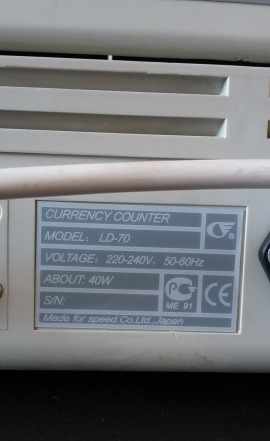 CURRENCY COUNTER
MODEL: LD-70
VOLTAGE: 220-240V. 50-60Hz
ABOUT: 40W
S/N:
ME 91
CE
Made for speed Co.Ltd. Japan